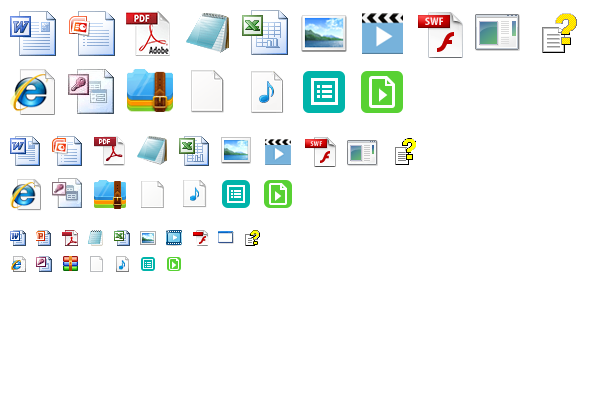 W P PDF Adobe X SWF ?
e
W P PDF X SWF ?
e
W P X ?
e